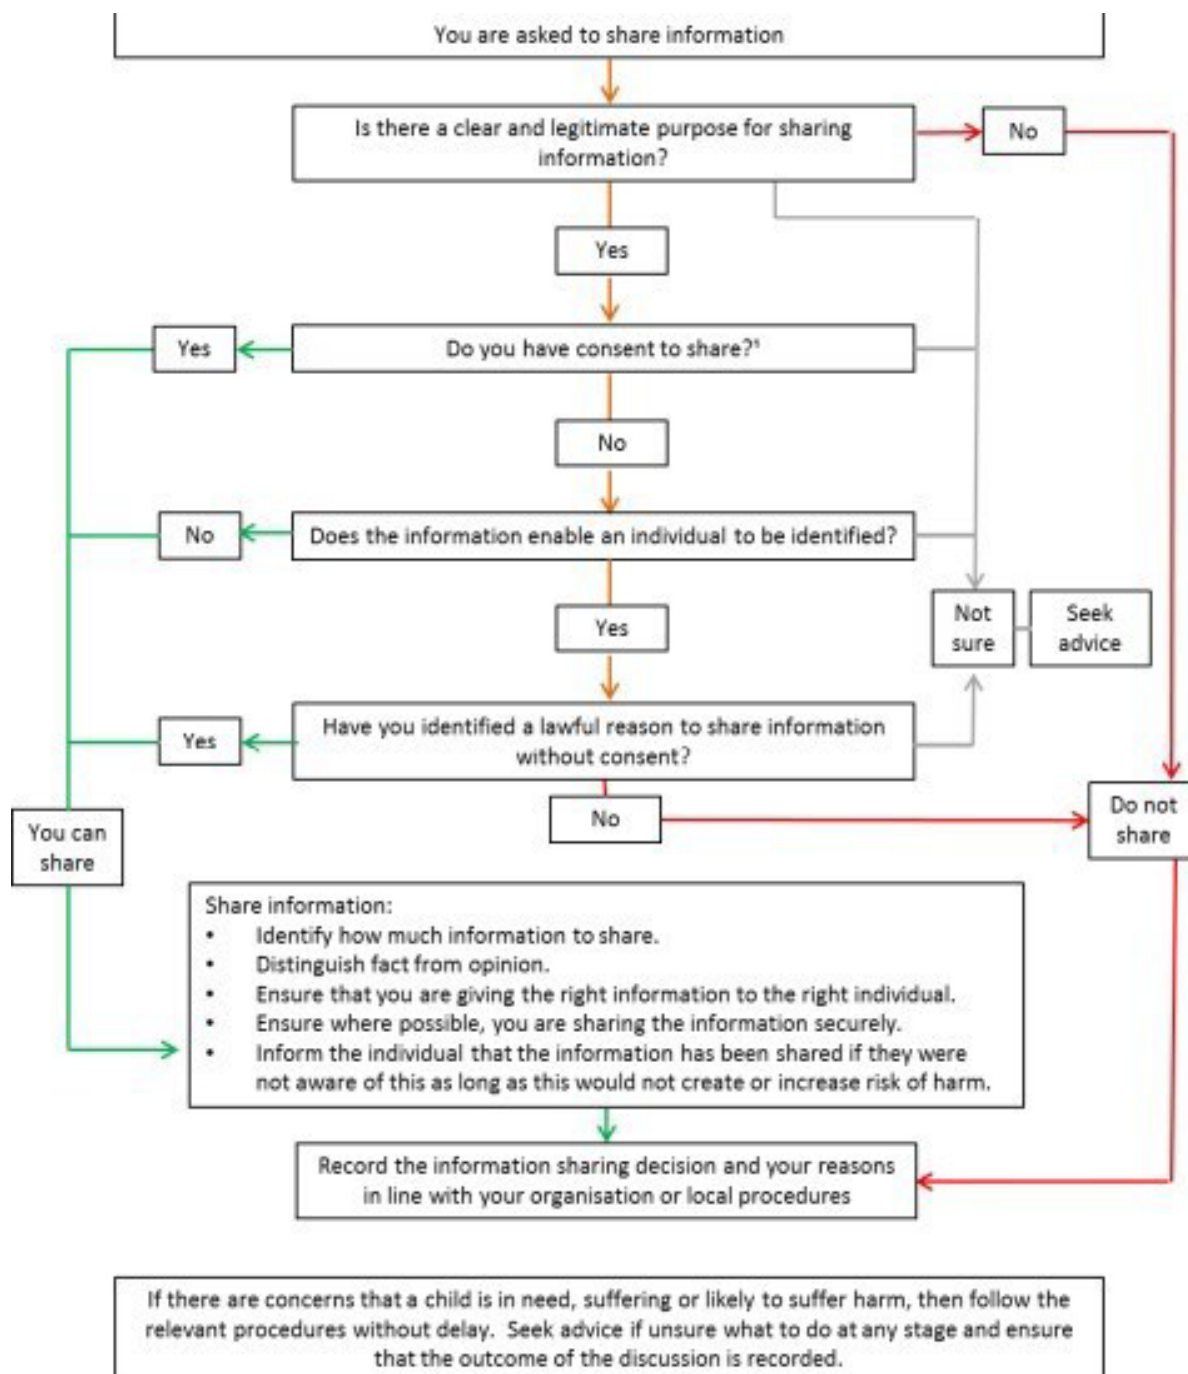 You are asked to share information
Is there a clear and legitimate purpose for sharing
information?
No
Yes
Yes
Do you have consent to share?¹
No
No
Does the information enable an individual to be identified?
Yes
Not
sure
Seek
advice
Yes
Have you identified a lawful reason to share information
without consent?
No
Do not
share
You can
share
Share information:
• Identify how much information to share.
• Distinguish fact from opinion.
• Ensure that you are giving the right information to the right individual.
• Ensure where possible, you are sharing the information securely.
• Inform the individual that the information has been shared if they were
not aware of this as long as this would not create or increase risk of harm.
Record the information sharing decision and your reasons
in line with your organisation or local procedures
If there are concerns that a child is in need, suffering or likely to suffer harm, then follow the
relevant procedures without delay.  Seek advice if unsure what to do at any stage and ensure
that the outcome of the discussion is recorded.